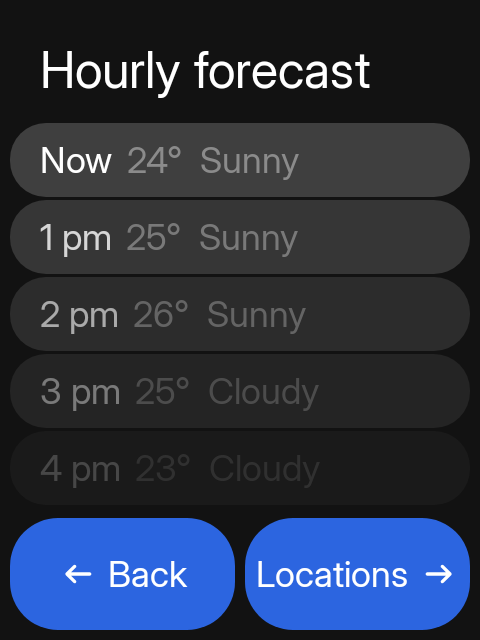 Hourly forecast
Now 24° Sunny
1 pm 25° Sunny
2 pm 26° Sunny
3 pm 25° Cloudy
4 pm 23° Cloudy
← Back Locations →